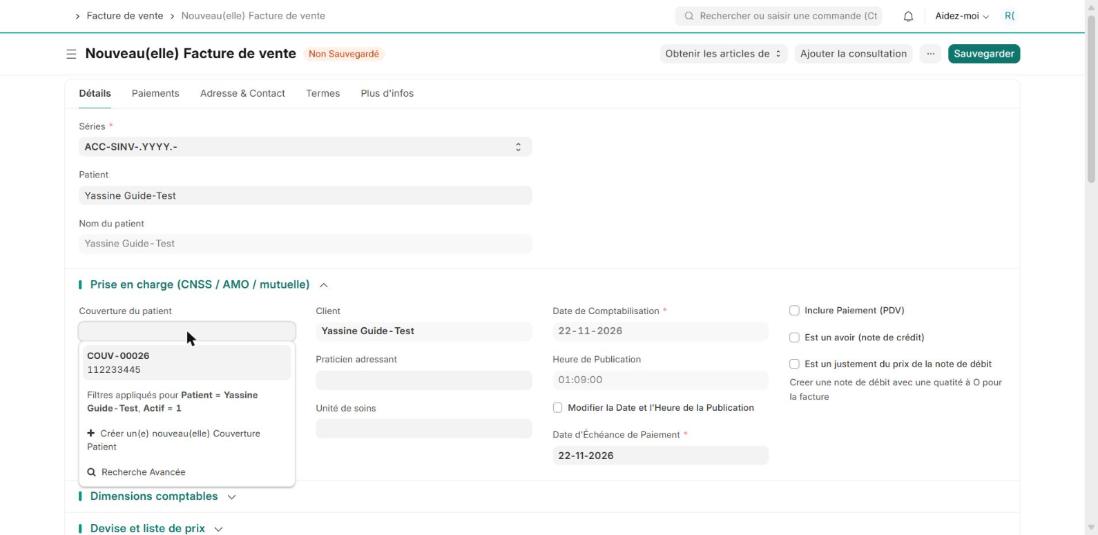 Facture de vente
Nouveau(elle) Facture de vente
Rechercher ou saisir une commande (Ct
Aidez-moi
R(
Nouveau(elle) Facture de vente
Non Sauvegardé
Obtenir les articles de
Ajouter la consultation
...
Sauvegarder
Détails
Paiements
Adresse & Contact
Termes
Plus d'infos
Séries *
ACC-SINV-.YYYY.-
Patient
Yassine Guide-Test
Nom du patient
Yassine Guide-Test
Prise en charge (CNSS / AMO / mutuelle)
Couverture du patient
COUV-00026
112233445
Filtres appliqués pour Patient = Yassine
Guide-Test, Actif = 1
Créer un(e) nouveau(elle) Couverture
Patient
Recherche Avancée
Client
Yassine Guide-Test
Praticien adressant
Unité de soins
Date de Comptabilisation *
22-11-2026
Heure de Publication
01:09:00
Modifier la Date et l'Heure de la Publication
Date d'Échéance de Paiement *
22-11-2026
Inclure Paiement (PDV)
Est un avoir (note de crédit)
Est un justement du prix de la note de débit
Creer une note de débit avec une quatité à O pour
la facture
Dimensions comptables
Devise et liste de prix